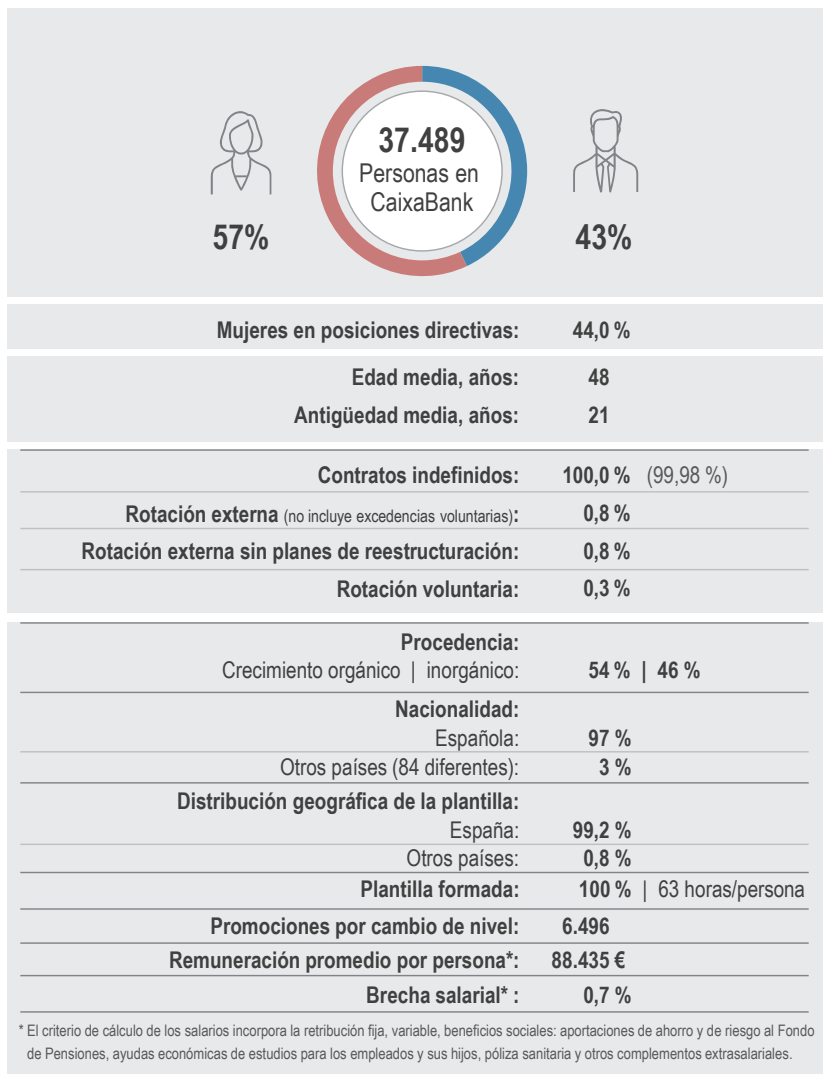 37.489
Personas en
CaixaBank
57%
43%
Mujeres en posiciones directivas: 44,0 %
Edad media, años: 48
Antigüedad media, años: 21
Contratos indefinidos: 100,0 % (99,98 %)
Rotación externa (no incluye excedencias voluntarias): 0,8 %
Rotación externa sin planes de reestructuración: 0,8 %
Rotación voluntaria: 0,3 %
Procedencia:
Crecimiento orgánico | inorgánico: 54 % | 46 %
Nacionalidad:
Española: 97 %
Otros países (84 diferentes): 3 %
Distribución geográfica de la plantilla:
España: 99,2 %
Otros países: 0,8 %
Plantilla formada: 100 % | 63 horas/persona
Promociones por cambio de nivel: 6.496
Remuneración promedio por persona*: 88.435 €
Brecha salarial* : 0,7 %
* El criterio de cálculo de los salarios incorpora la retribución fija, variable, beneficios sociales: aportaciones de ahorro y de riesgo al Fondo
de Pensiones, ayudas económicas de estudios para los empleados y sus hijos, póliza sanitaria y otros complementos extrasalariales.